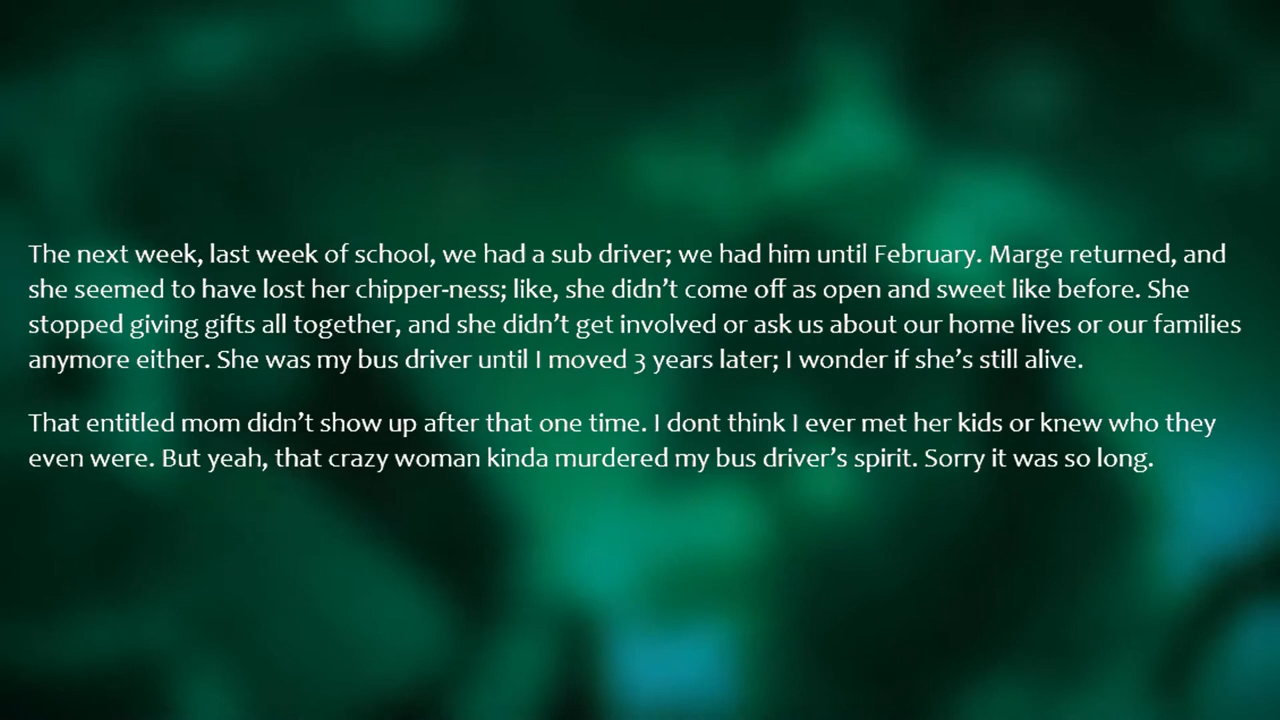 The next week, last week of school, we had a sub driver; we had him until February. Marge returned, and
she seemed to have lost her chipper-ness; like, she didn't come off as open and sweet like before. She
stopped giving gifts all together, and she didn't get involved or ask us about our home lives or our families
anymore either. She was my bus driver until I moved 3 years later; I wonder if she's still alive.
That entitled mom didn't show up after that one time. I dont think I ever met her kids or knew who they
even were. But yeah, that crazy woman kinda murdered my bus driver's spirit. Sorry it was so long.